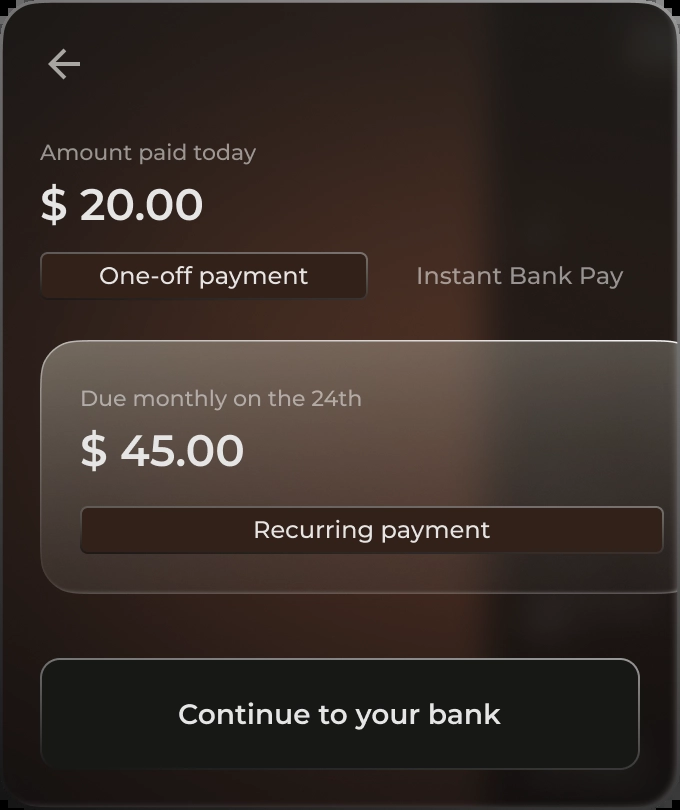 Amount paid today
$ 20.00
One-off payment
Instant Bank Pay
Due monthly on the 24th
$ 45.00
Recurring payment
Continue to your bank